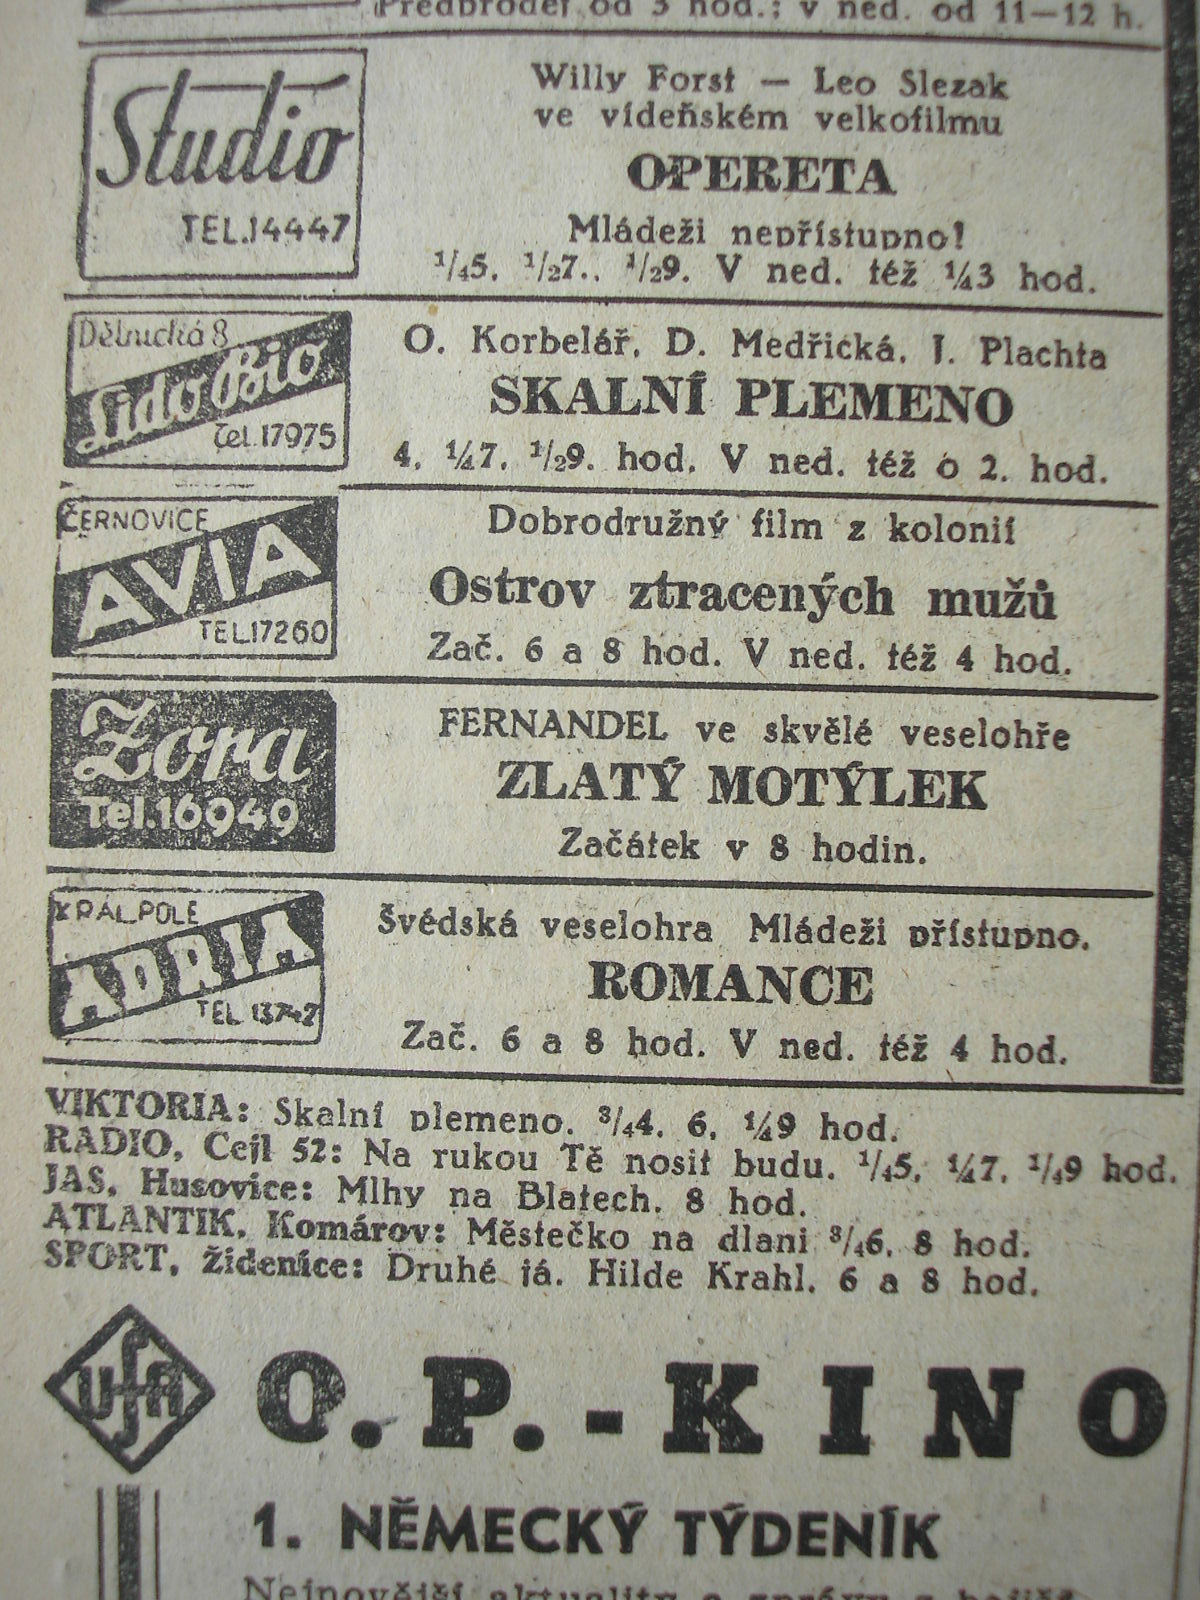 Předprodej od 3 hod.; v ned. od 11—12 h.
Studio
TEL.14447
Willy Forst — Leo Slezak
ve vídeňském velkofilmu
OPERETA
Mládeži nepřístupno!
1/45, 1/27., 1/29. V ned. též 1/43 hod.
Dělnická 8
Lido Bio
tel.17975
O. Korbelář, D. Medřická, J. Plachta
SKALNÍ PLEMENO
4, 1/47, 1/29. hod. V ned. též o 2. hod.
ČERNOVICE
AVIA
TEL.17260
Dobrodružný film z kolonií
Ostrov ztracených mužů
Zač. 6 a 8 hod. V ned. též 4 hod.
Zora
Tel.16949
FERNANDEL ve skvělé veselohře
ZLATÝ MOTÝLEK
Začátek v 8 hodin.
KRÁL.POLE
ADRIA
TEL 13742
Švédská veselohra Mládeži přístupno.
ROMANCE
Zač. 6 a 8 hod. V ned. též 4 hod.
VIKTORIA: Skalní plemeno. 3/44, 6, 1/49 hod.
RADIO, Cejl 52: Na rukou Tě nosit budu. 1/45, 1/47, 1/49 hod.
JAS, Husovice: Mlhy na Blatech. 8 hod.
ATLANTIK, Komárov: Městečko na dlani 3/46, 8 hod.
SPORT, Židenice: Druhé já. Hilde Krahl. 6 a 8 hod.
UfA
O. P. - KINO
1. NĚMECKÝ TÝDENÍK
Nejnovější aktuality a zprávy z bojišť